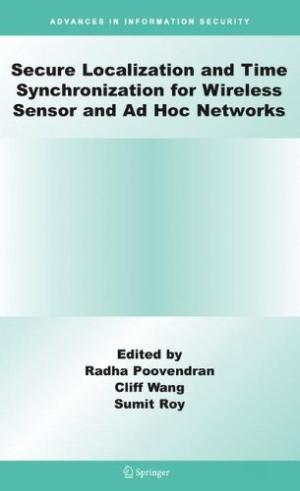 ADVANCES IN INFORMATION SECURITY
Secure Localization and Time
Synchronization for Wireless
Sensor and Ad Hoc Networks
Edited by
Radha Poovendran
Cliff Wang
Sumit Roy
Springer